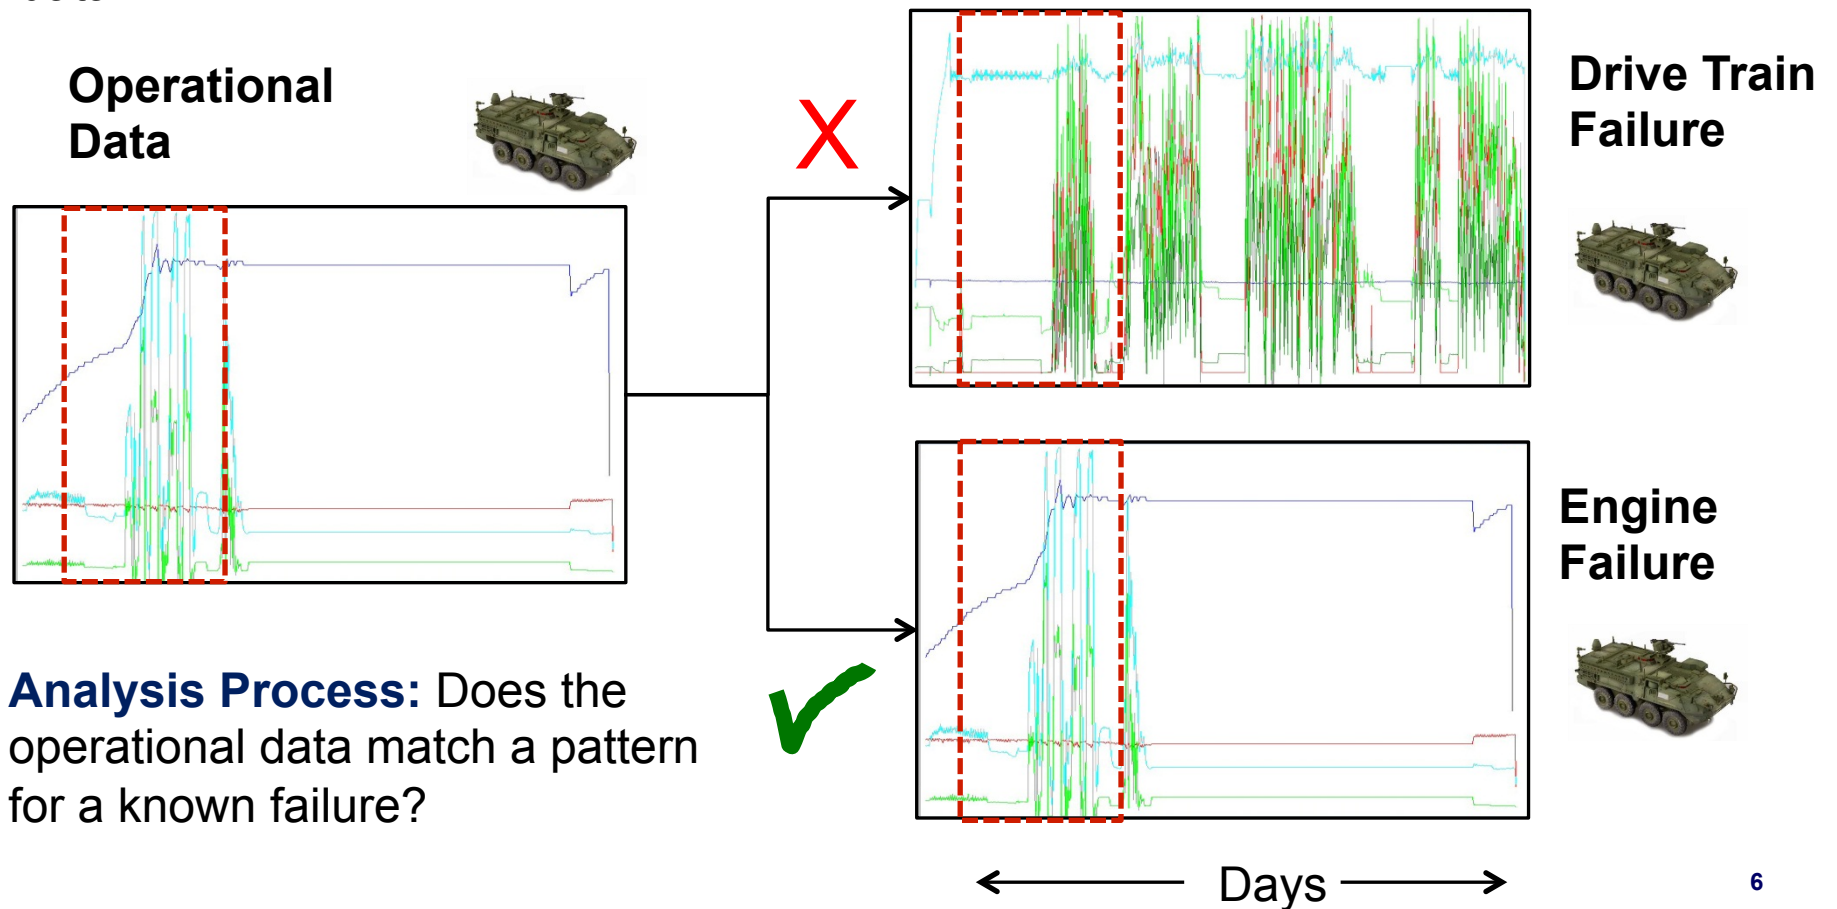 Operational
Data
X
Drive Train
Failure
Engine
Failure
Analysis Process: Does the
operational data match a pattern
for a known failure?
Days
6